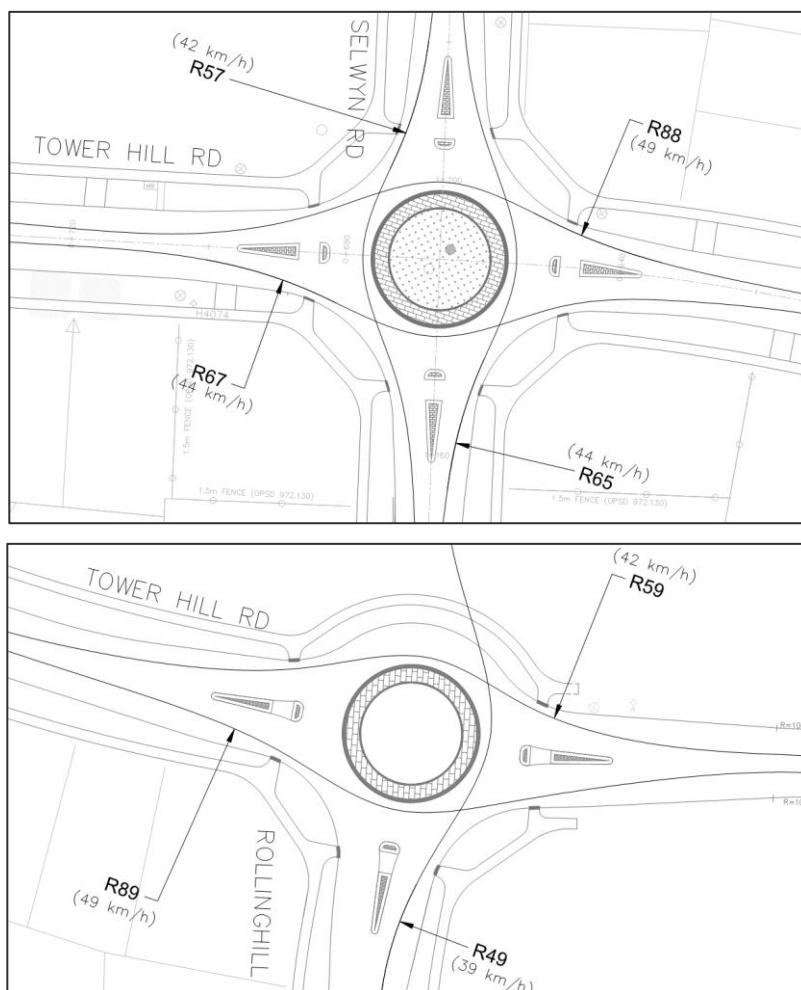 (42 km/h)
R57
SELWYN RD
R88
(49 km/h)
TOWER HILL RD
H4074
R67
(44 km/h)
1.5m FENCE (OPSD 972.130)
(44 km/h)
R65
1.5m FENCE (OPSD 972.130)
1.5m FENCE (OPSD 972.130)
TOWER HILL RD
(42 km/h)
R59
R=10
R=10
R89
(49 km/h)
ROLLINGHILL
R49
(39 km/h)